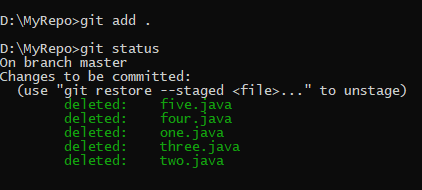 D:\MyRepo>git add .
D:\MyRepo>git status
On branch master
Changes to be committed:
  (use "git restore --staged <file>..." to unstage)
        deleted:    five.java
        deleted:    four.java
        deleted:    one.java
        deleted:    three.java
        deleted:    two.java